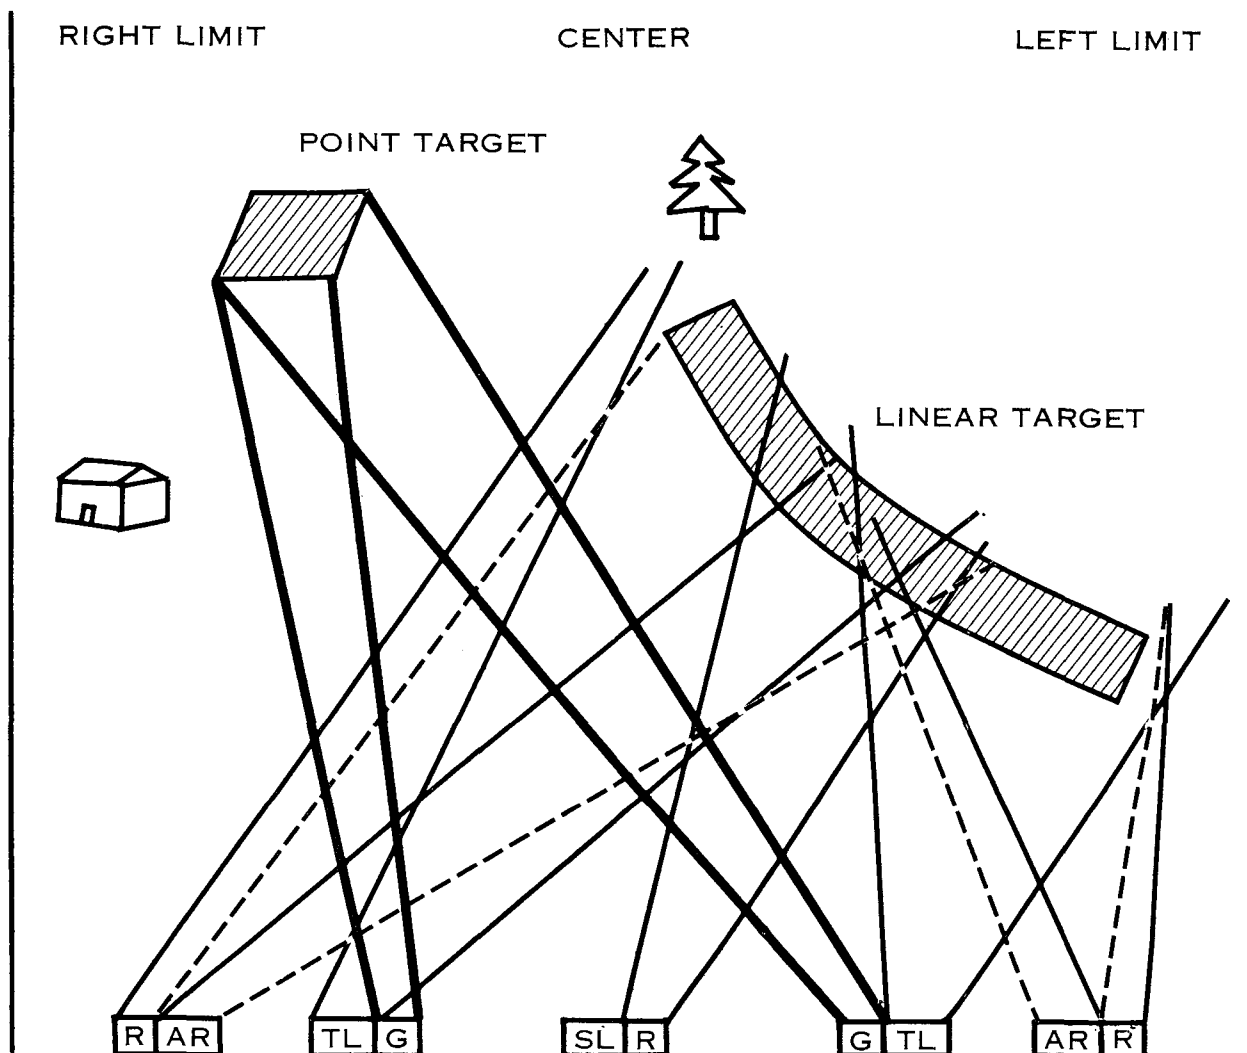 RIGHT LIMIT CENTER LEFT LIMIT
POINT TARGET
LINEAR TARGET
R AR TL G SL R G TL AR R